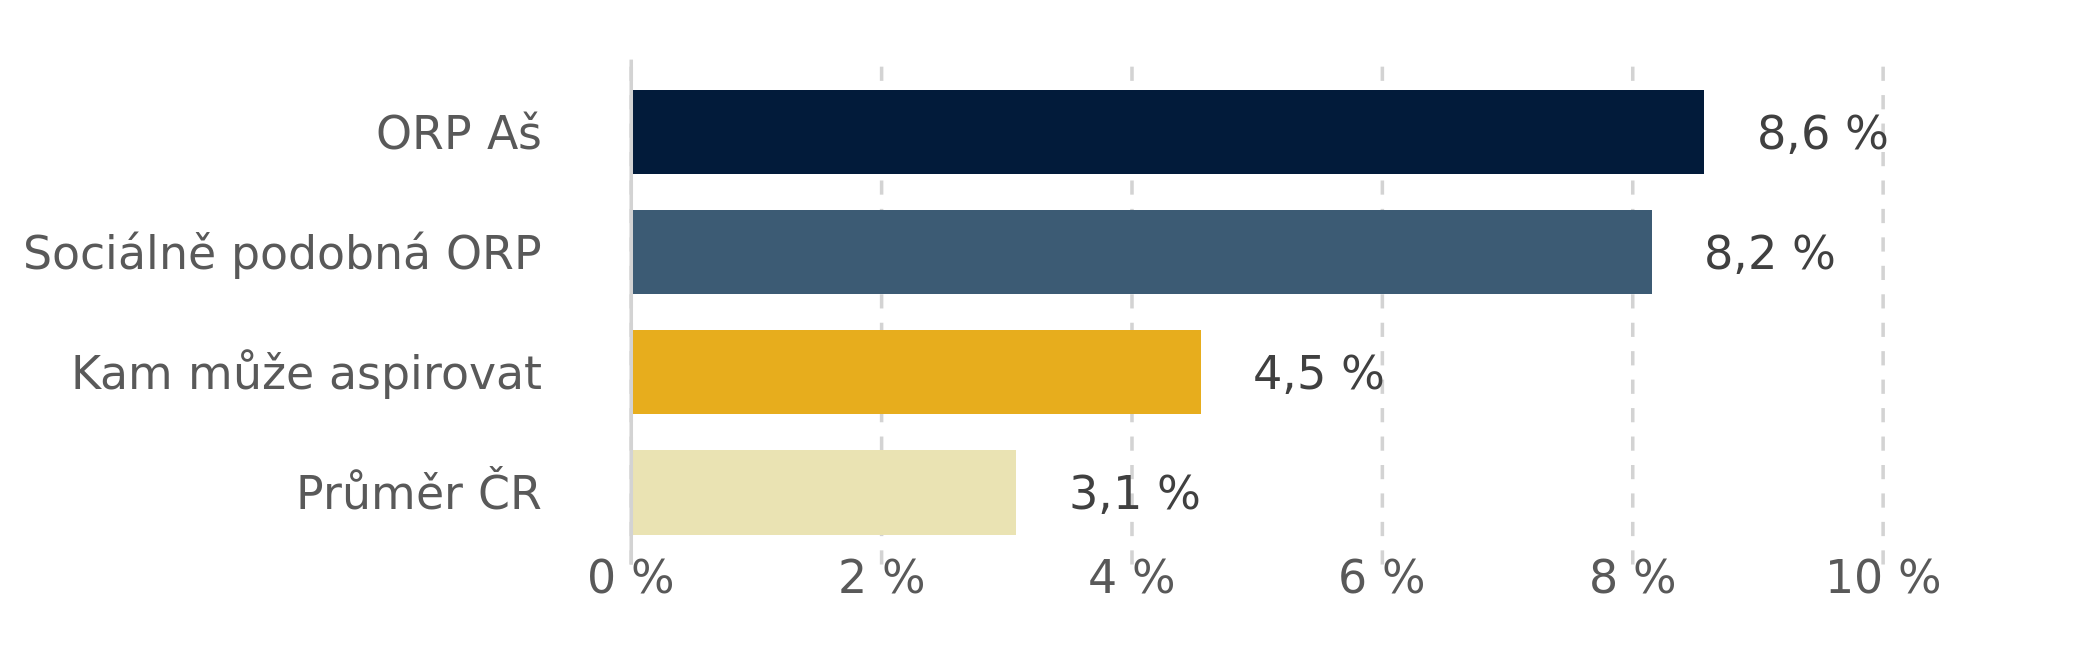 ORP Aš 8,6 %
Sociálně podobná ORP 8,2 %
Kam může aspirovat 4,5 %
Průměr ČR 3,1 %
0 % 2 % 4 % 6 % 8 % 10 %